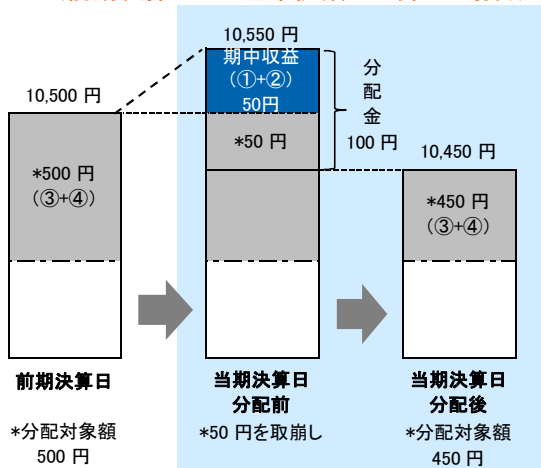 10,550 円
期中収益
(①+②)
50円
*50 円
分
配
金
100 円
10,500 円
*500 円
(③+④)
10,450 円
*450 円
(③+④)
前期決算日
*分配対象額
500 円
当期決算日
分配前
*50 円を取崩し
当期決算日
分配後
*分配対象額
450 円